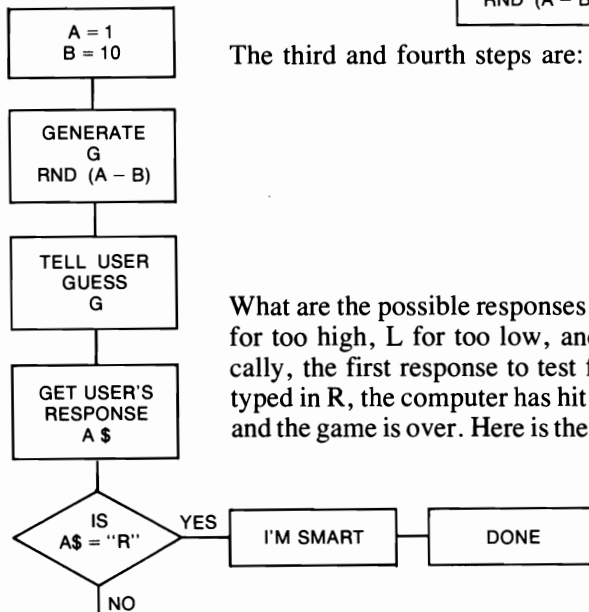 RND (A – B
A = 1
B = 10
The third and fourth steps are:
GENERATE
G
RND (A – B)
TELL USER
GUESS
G
What are the possible responses
for too high, L for too low, and
cally, the first response to test f
typed in R, the computer has hit
and the game is over. Here is the
GET USER'S
RESPONSE
A $
IS
A$ = "R"
YES
I'M SMART
DONE
NO